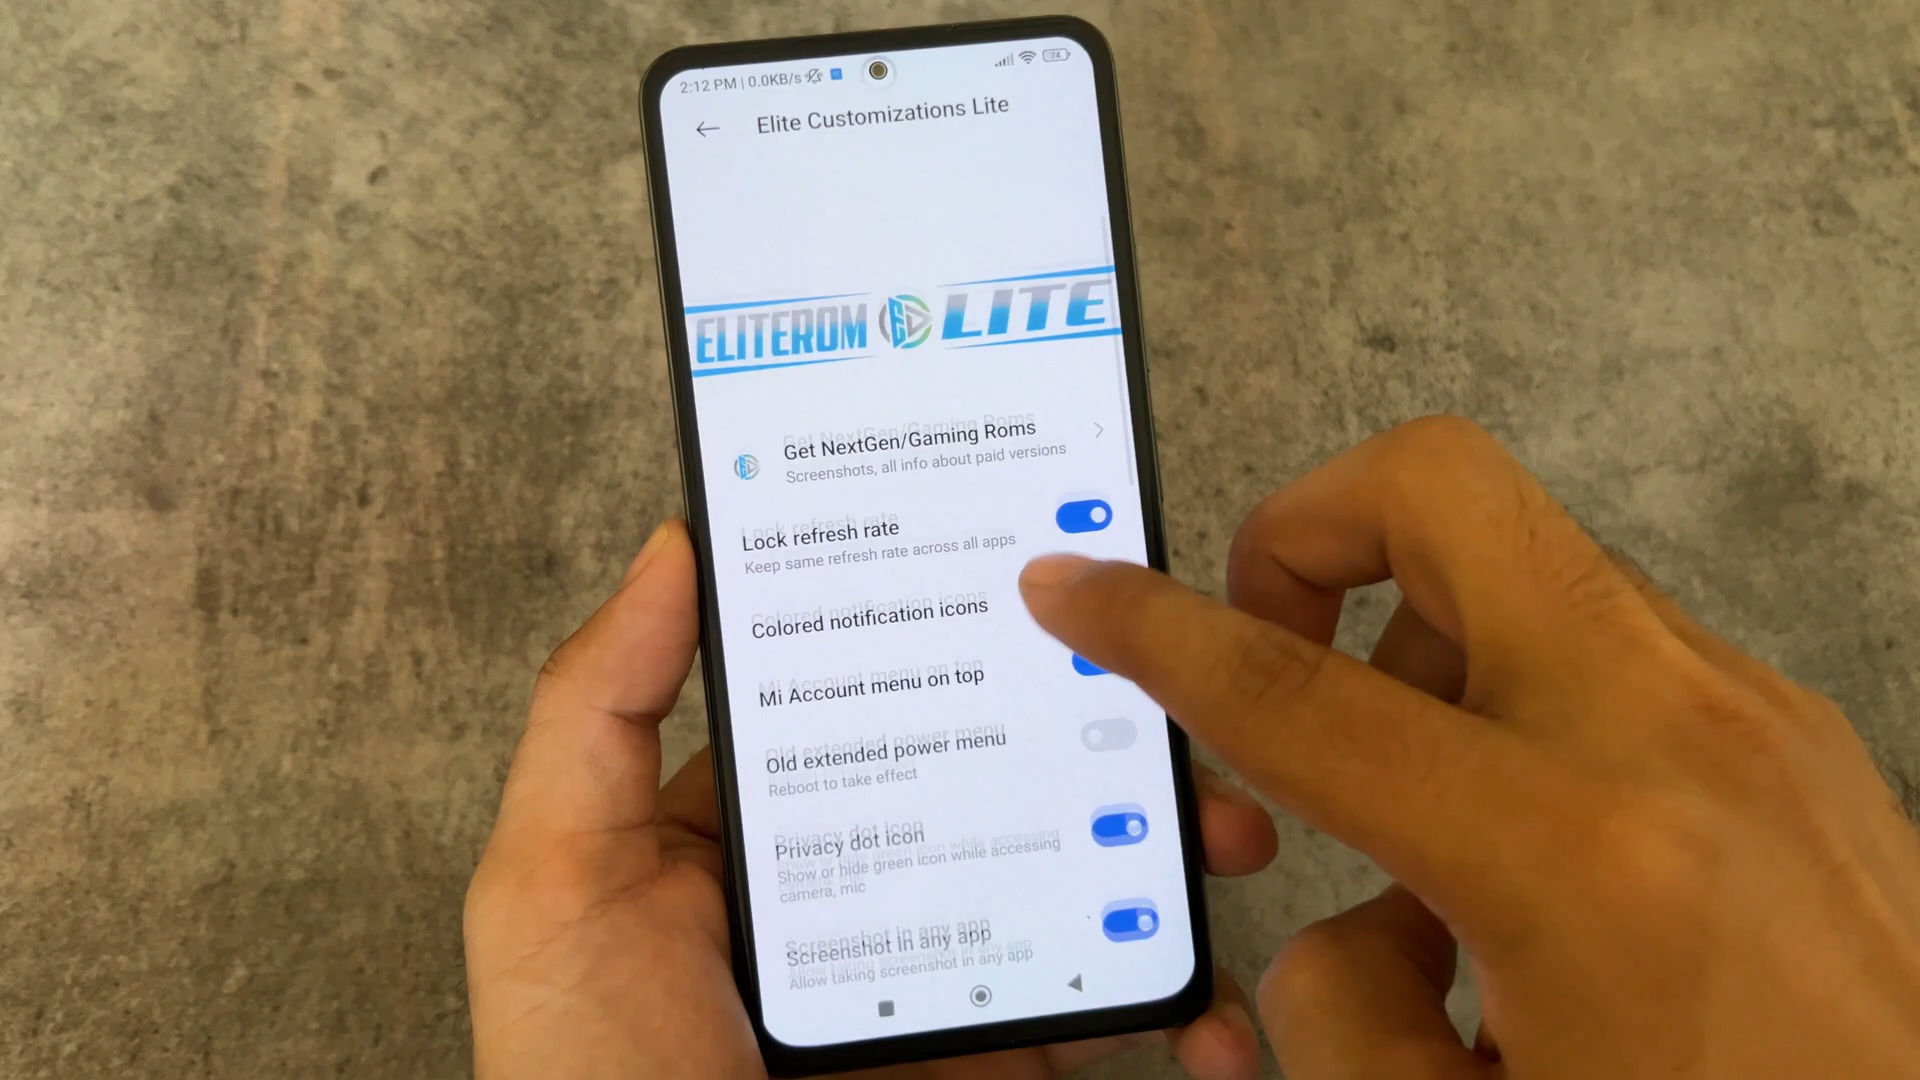 2:12 PM | 0.0KB/s
74
Elite Customizations Lite
ELITEROM LITE
Get NextGen/Gaming Roms
Screenshots, all info about paid versions
Lock refresh rate
Keep same refresh rate across all apps
Colored notification icons
Mi Account menu on top
Old extended power menu
Reboot to take effect
Privacy dot icon
Show or hide green icon while accessing
camera, mic
Screenshot in any app
Allow taking screenshot in any app